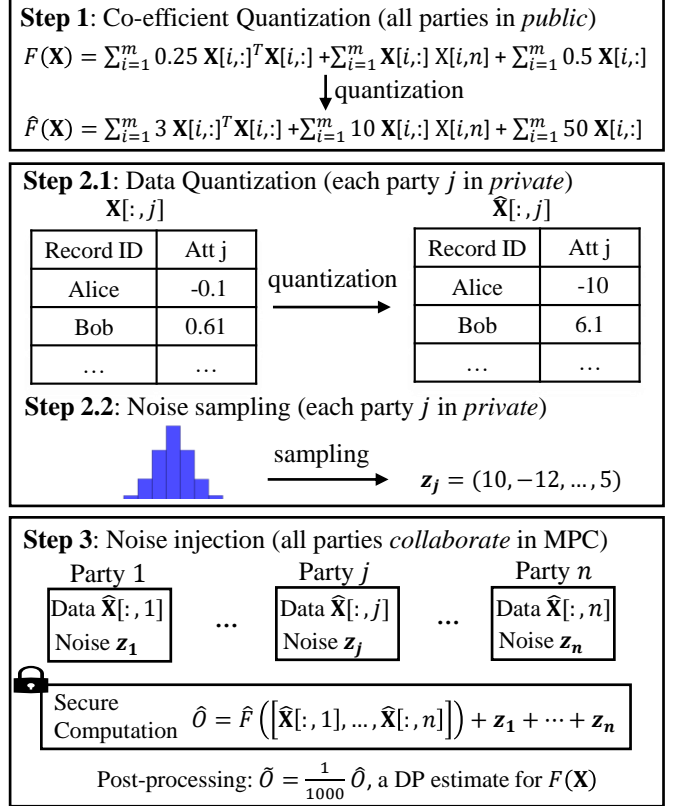 Step 1: Co-efficient Quantization (all parties in public)
F(X) = ∑_{i=1}^{m} 0.25 X[i,:]^T X[i,:] + ∑_{i=1}^{m} X[i,:] X[i,n] + ∑_{i=1}^{m} 0.5 X[i,:]
quantization
F̂(X) = ∑_{i=1}^{m} 3 X[i,:]^T X[i,:] + ∑_{i=1}^{m} 10 X[i,:] X[i,n] + ∑_{i=1}^{m} 50 X[i,:]
Step 2.1: Data Quantization (each party j in private)
X[:,j]
Record ID Att j
Alice -0.1
Bob 0.61
... ...
quantization
X̂[:,j]
Record ID Att j
Alice -10
Bob 6.1
... ...
Step 2.2: Noise sampling (each party j in private)
sampling
z_j = (10, −12, ..., 5)
Step 3: Noise injection (all parties collaborate in MPC)
Party 1 Party j Party n
Data X̂[:,1] Data X̂[:,j] Data X̂[:,n]
... ...
Noise z_1 Noise z_j Noise z_n
Secure
Computation Ô = F̂([X̂[:,1], ..., X̂[:,n]]) + z_1 + ⋯ + z_n
Post-processing: Õ = 1/1000 Ô, a DP estimate for F(X)